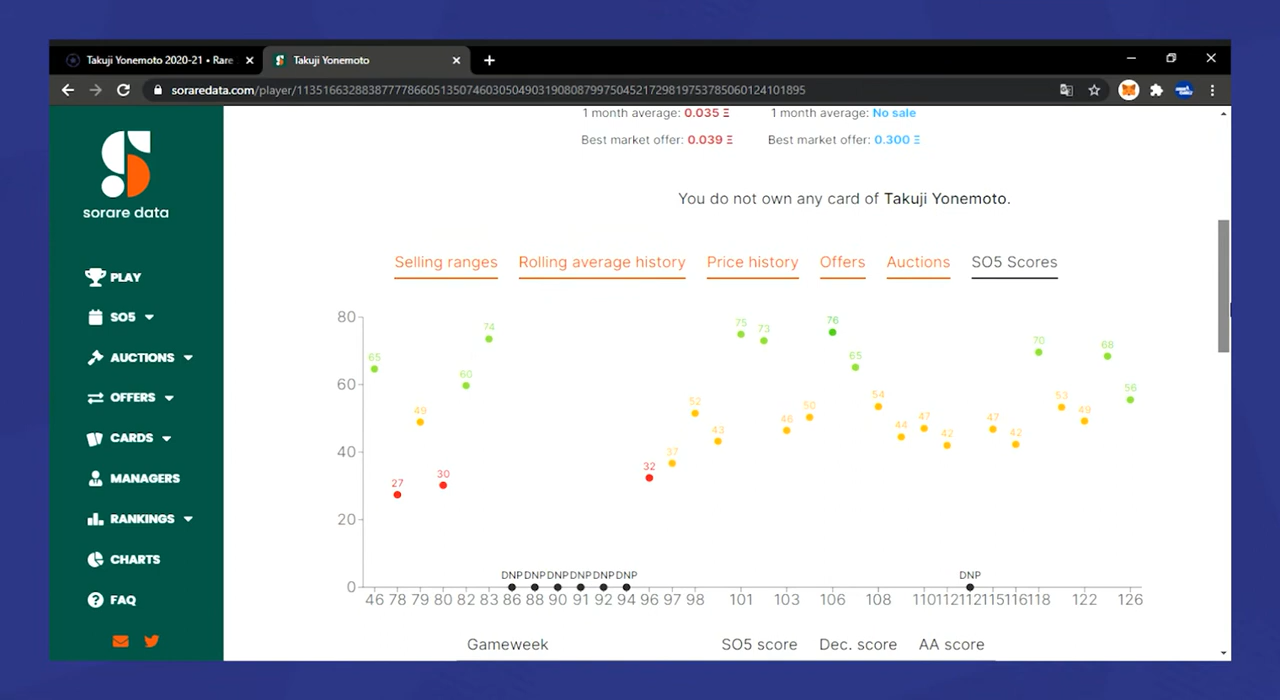 Takuji Yonemoto 2020-21 • Rare
Takuji Yonemoto
soraredata.com/player/113516632883877778660513507460305049031908087997504521729819753785060124101895
1 month average: 0.035 Ξ
1 month average: No sale
Best market offer: 0.039 Ξ
Best market offer: 0.300 Ξ
sorare data
You do not own any card of Takuji Yonemoto.
PLAY
SO5
AUCTIONS
OFFERS
CARDS
MANAGERS
RANKINGS
CHARTS
FAQ
Selling ranges Rolling average history Price history Offers Auctions SO5 Scores
80
60
40
20
0
65 27 49 30 60 74 DNP DNP DNP DNP DNP DNP 32 37 52 43 75 73 46 50 76 65 54 44 47 42 DNP 47 42 70 53 49 68 56
46 78 79 80 82 83 86 88 90 91 92 94 96 97 98 101 103 106 108 110 112 112 115 116 118 122 126
Gameweek SO5 score Dec. score AA score